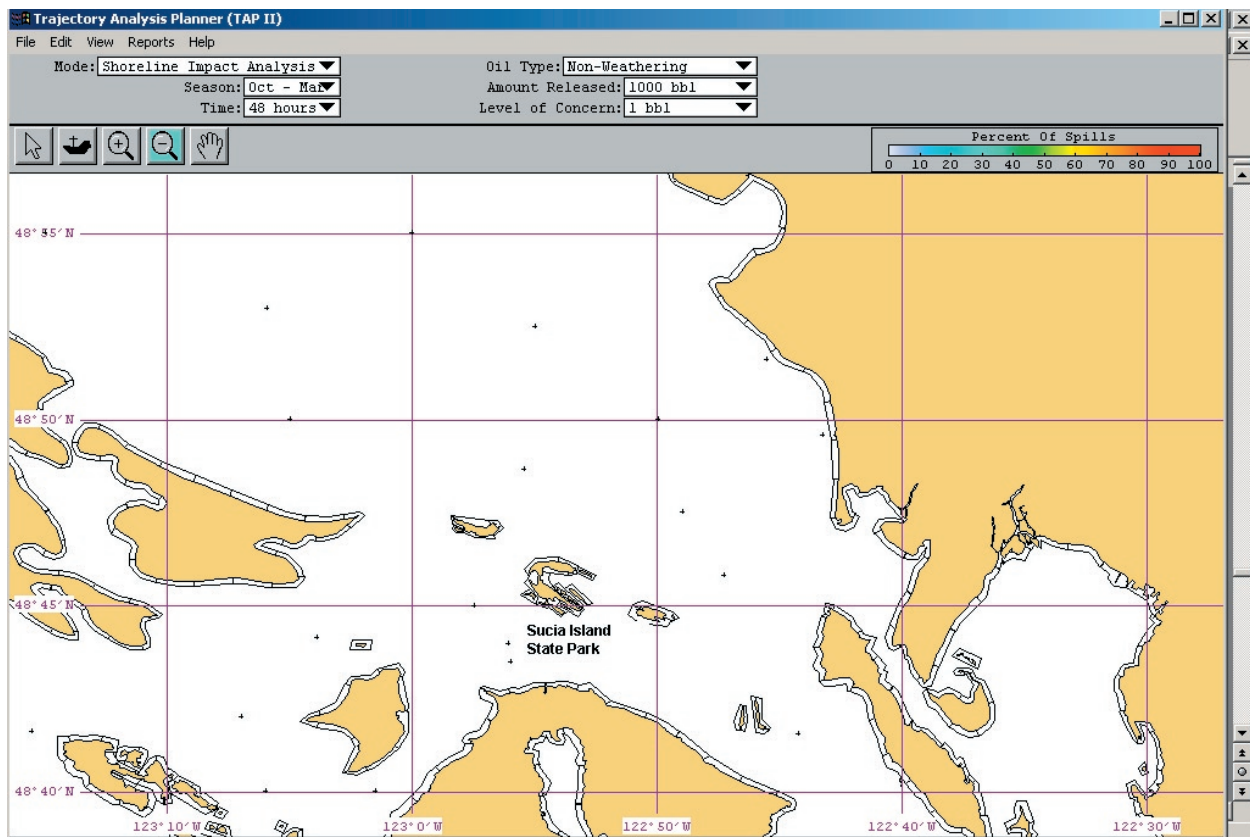 Trajectory Analysis Planner (TAP II)
File Edit View Reports Help
Mode: Shoreline Impact Analysis
Oil Type: Non-Weathering
Season: Oct - Mar
Amount Released: 1000 bbl
Time: 48 hours
Level of Concern: 1 bbl
Percent Of Spills
0 10 20 30 40 50 60 70 80 90 100
48°55'N
48°50'N
48°45'N
Sucia Island
State Park
48°40'N
123°10'W 123°0'W 122°50'W 122°40'W 122°30'W